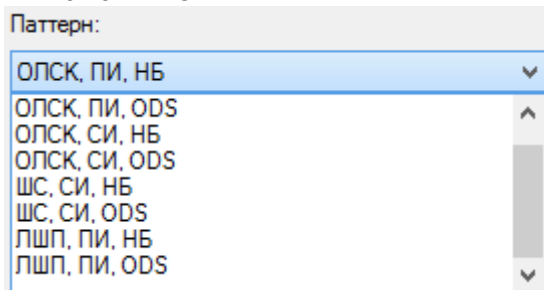 Паттерн:
ОЛСК, ПИ, НБ
ОЛСК, ПИ, ODS
ОЛСК, СИ, НБ
ОЛСК, СИ, ODS
ШС, СИ, НБ
ШС, СИ, ODS
ЛШП, ПИ, НБ
ЛШП, ПИ, ODS